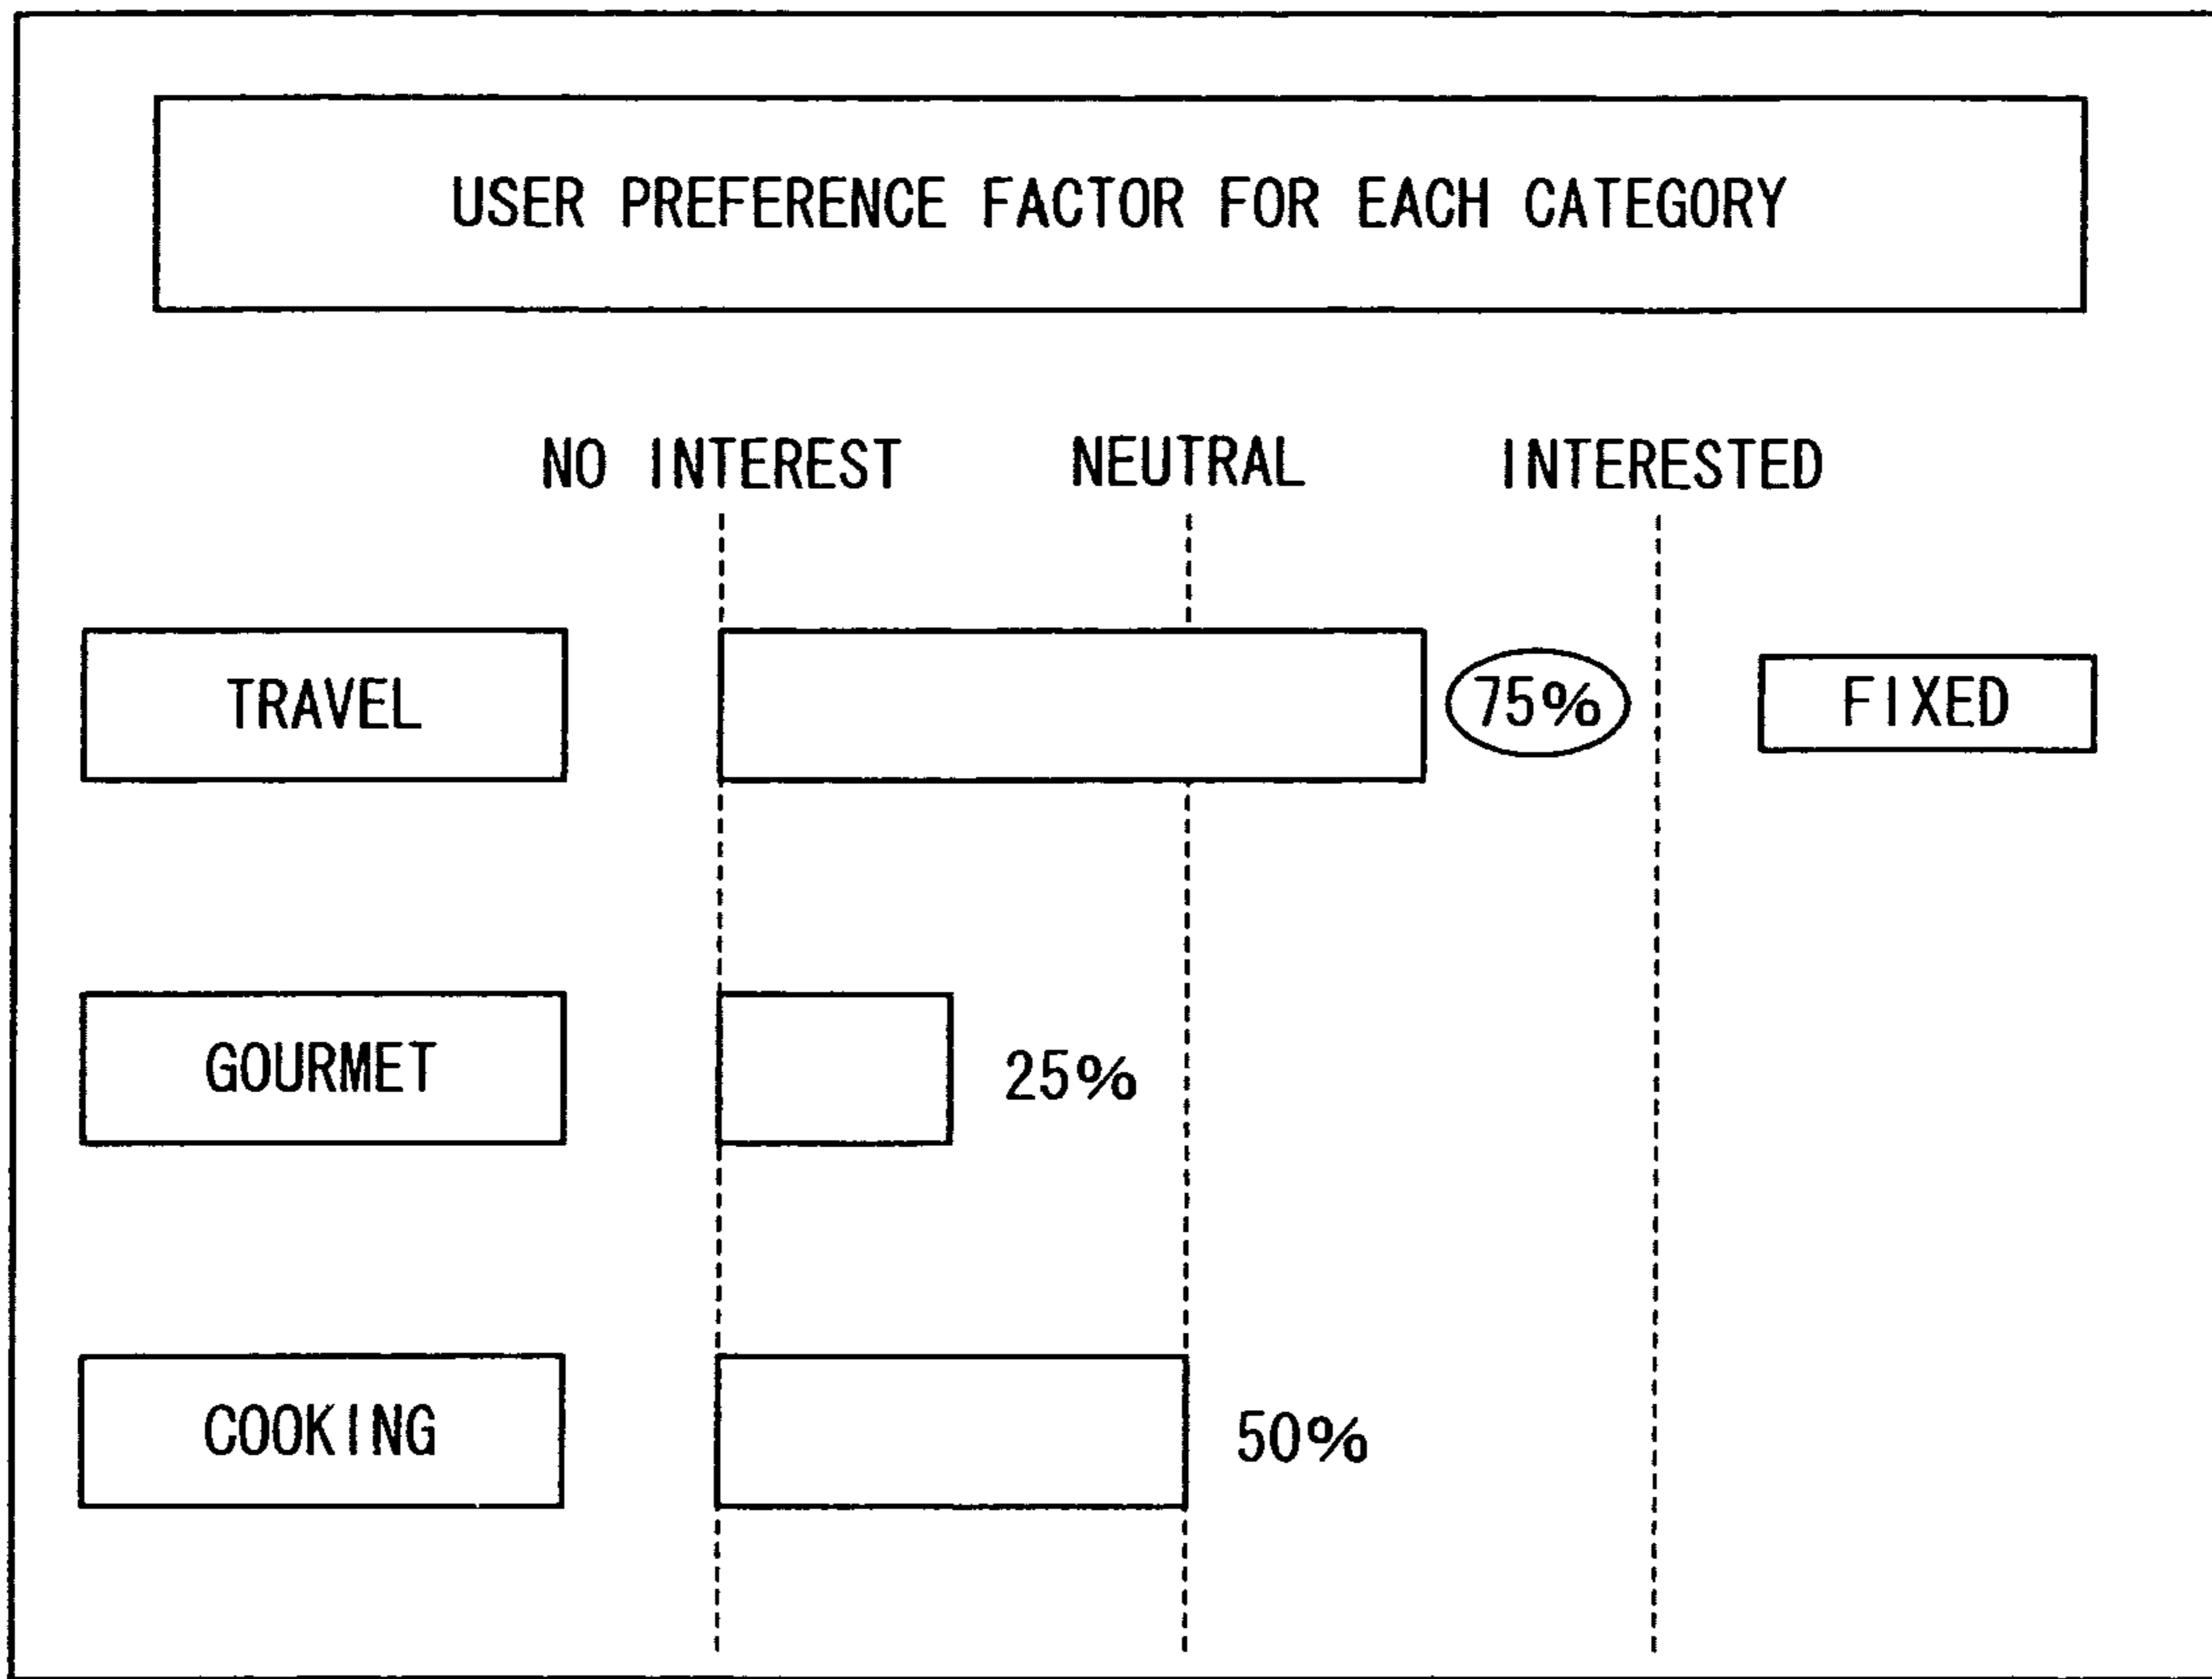 USER PREFERENCE FACTOR FOR EACH CATEGORY
NO INTEREST NEUTRAL INTERESTED
TRAVEL 75% FIXED
GOURMET 25%
COOKING 50%